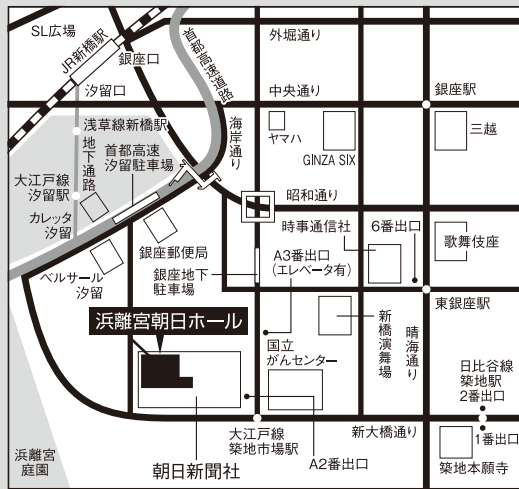 SL広場
JR新橋駅
銀座口
汐留口
首都高速道路
外堀通り
中央通り
銀座駅
ヤマハ
GINZA SIX
三越
浅草線新橋駅
地下通路
首都高速
汐留駐車場
海岸通り
大江戸線
汐留駅
カレッタ
汐留
昭和通り
時事通信社
6番出口
歌舞伎座
銀座郵便局
A3番出口
(エレベータ有)
ベルサール
汐留
銀座地下
駐車場
東銀座駅
浜離宮朝日ホール
新橋演舞場
晴海通り
国立
がんセンター
日比谷線
築地駅
2番出口
大江戸線
築地市場駅
新大橋通り
1番出口
浜離宮
庭園
朝日新聞社
A2番出口
築地本願寺